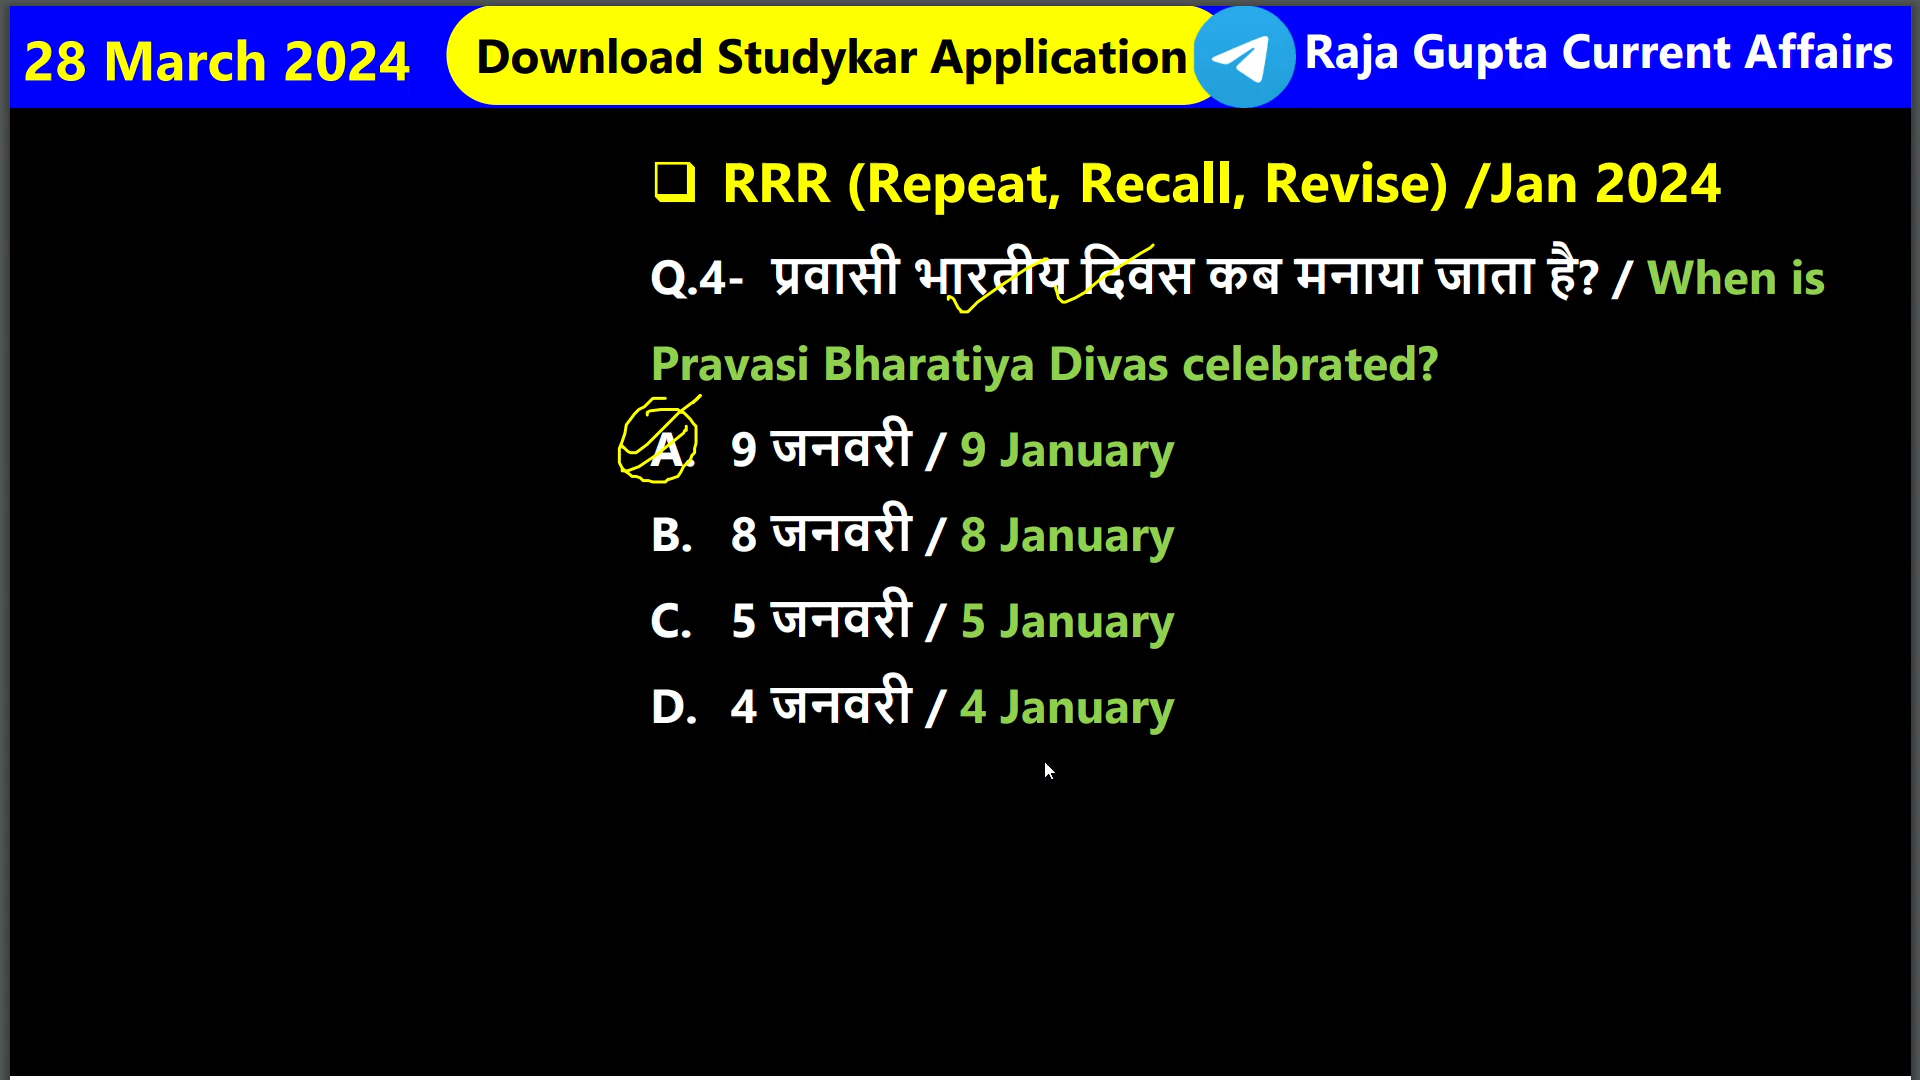 28 March 2024
Download Studykar Application
Raja Gupta Current Affairs
❑ RRR (Repeat, Recall, Revise) /Jan 2024
Q.4- प्रवासी भारतीय दिवस कब मनाया जाता है? / When is
Pravasi Bharatiya Divas celebrated?
A. 9 जनवरी / 9 January
B. 8 जनवरी / 8 January
C. 5 जनवरी / 5 January
D. 4 जनवरी / 4 January